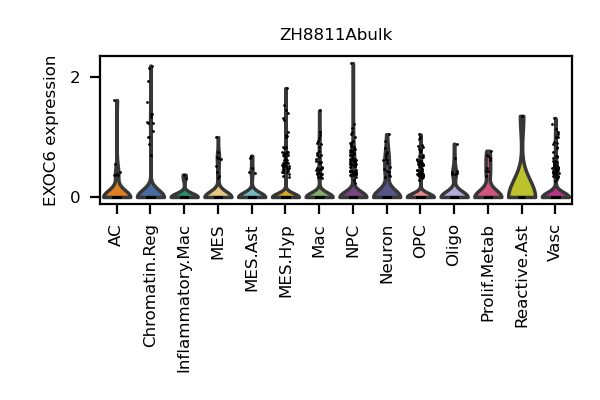 ZH8811Abulk
EXOC6 expression
2
0
AC
Chromatin.Reg
Inflammatory.Mac
MES
MES.Ast
MES.Hyp
Mac
NPC
Neuron
OPC
Oligo
Prolif.Metab
Reactive.Ast
Vasc